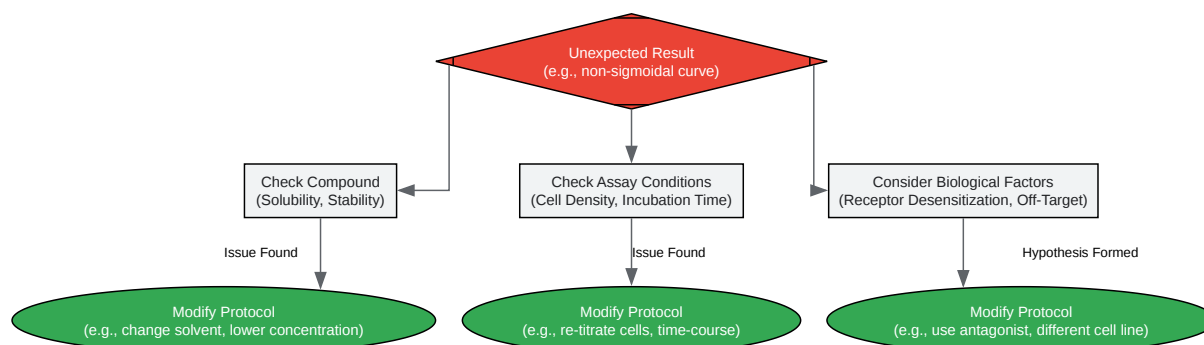 Unexpected Result
(e.g., non-sigmoidal curve)
Check Compound
(Solubility, Stability)
Check Assay Conditions
(Cell Density, Incubation Time)
Consider Biological Factors
(Receptor Desensitization, Off-Target)
Issue Found
Issue Found
Hypothesis Formed
Modify Protocol
(e.g., change solvent, lower concentration)
Modify Protocol
(e.g., re-titrate cells, time-course)
Modify Protocol
(e.g., use antagonist, different cell line)